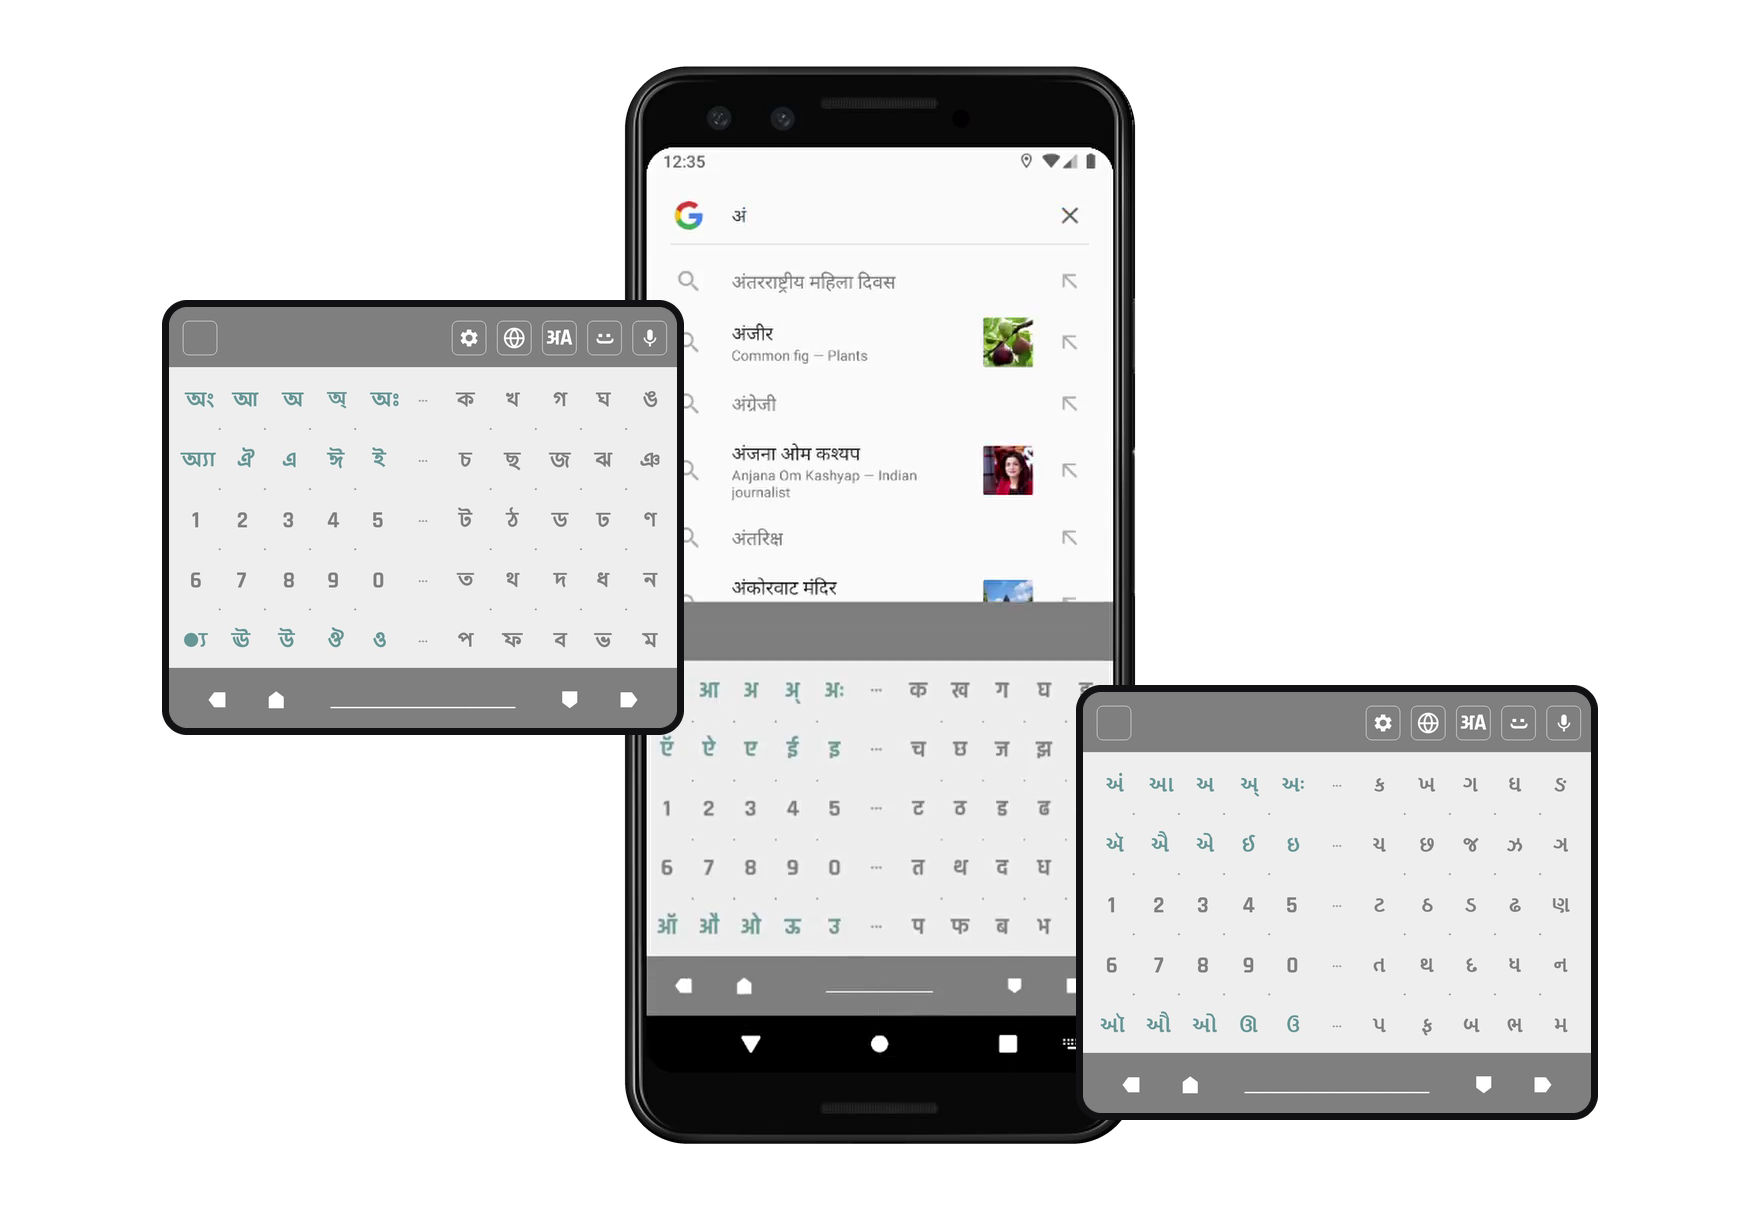 12:35
अं
अंतरराष्ट्रीय महिला दिवस
अंजीर
Common fig — Plants
अंग्रेजी
अंजना ओम कश्यप
Anjana Om Kashyap — Indian
journalist
अंतरिक्ष
अंकोरवाट मंदिर
आ अ अ् अः ... क ख ग घ
ऍ ऐ ए ई इ ... च छ ज झ
1 2 3 4 5 ... ट ठ ड ढ
6 7 8 9 0 ... त थ द ध
ऑ औ ओ ऊ उ ... प फ ब भ
अA
অং আ অ অ্ অঃ ... ক খ গ ঘ ঙ
অ্যা ঐ এ ঈ ই ... চ ছ জ ঝ ঞ
1 2 3 4 5 ... ট ঠ ড ঢ ণ
6 7 8 9 0 ... ত থ দ ধ ন
●্য ঊ উ ঔ ও ... প ফ ব ভ ম
अA
અં આ અ અ્ અઃ ... ક ખ ગ ઘ ઙ
ઍ ઐ એ ઈ ઇ ... ચ છ જ ઝ ઞ
1 2 3 4 5 ... ટ ઠ ડ ઢ ણ
6 7 8 9 0 ... ત થ દ ધ ન
ઑ ઔ ઓ ઊ ઉ ... પ ફ બ ભ મ